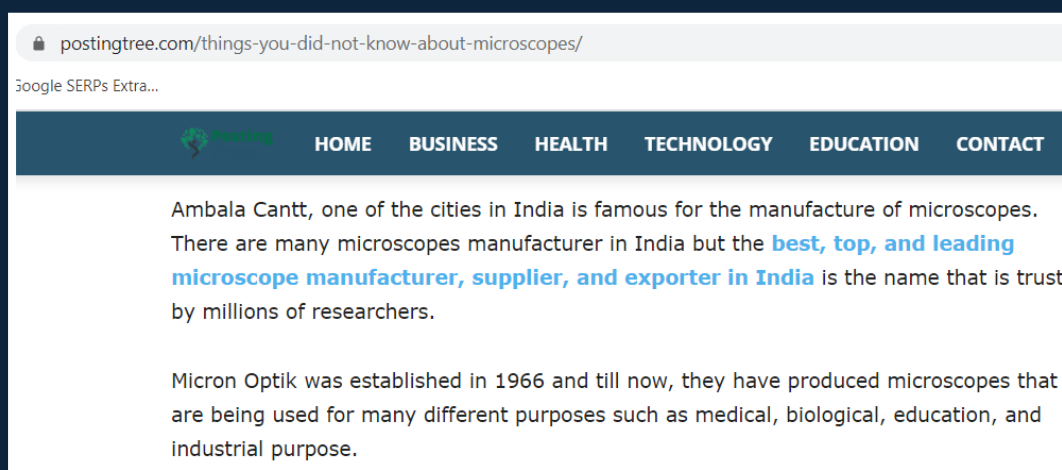 postingtree.com/things-you-did-not-know-about-microscopes/
Google SERPs Extra...
Posting
HOME BUSINESS HEALTH TECHNOLOGY EDUCATION CONTACT
Ambala Cantt, one of the cities in India is famous for the manufacture of microscopes.
There are many microscopes manufacturer in India but the best, top, and leading
microscope manufacturer, supplier, and exporter in India is the name that is trust
by millions of researchers.
Micron Optik was established in 1966 and till now, they have produced microscopes that
are being used for many different purposes such as medical, biological, education, and
industrial purpose.